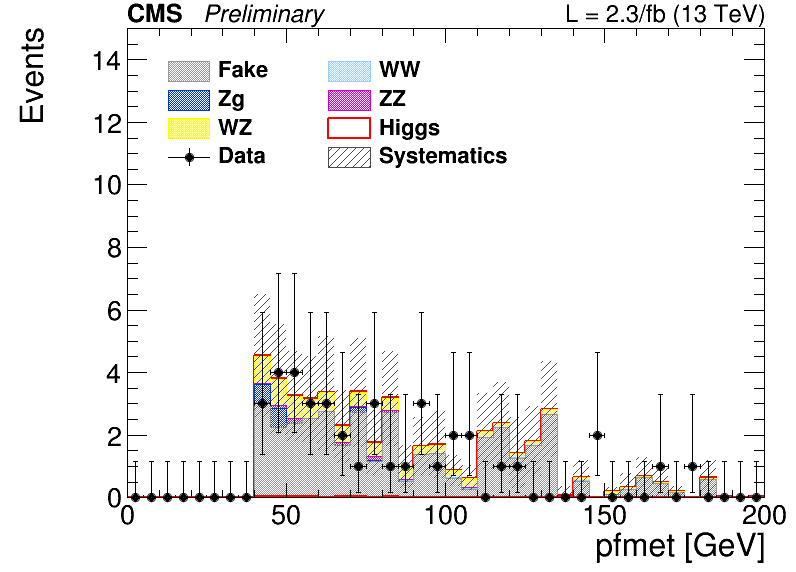 CMS Preliminary L = 2.3/fb (13 TeV)
Events
14
12
10
8
6
4
2
0
Fake WW
Zg ZZ
WZ Higgs
Data Systematics
0 50 100 150 200
pfmet [GeV]